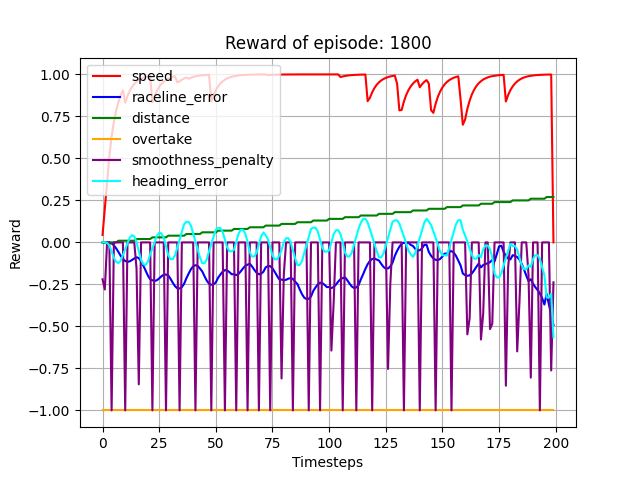 Reward of episode: 1800
Reward
1.00
0.75
0.50
0.25
0.00
−0.25
−0.50
−0.75
−1.00
speed
raceline_error
distance
overtake
smoothness_penalty
heading_error
0 25 50 75 100 125 150 175 200
Timesteps